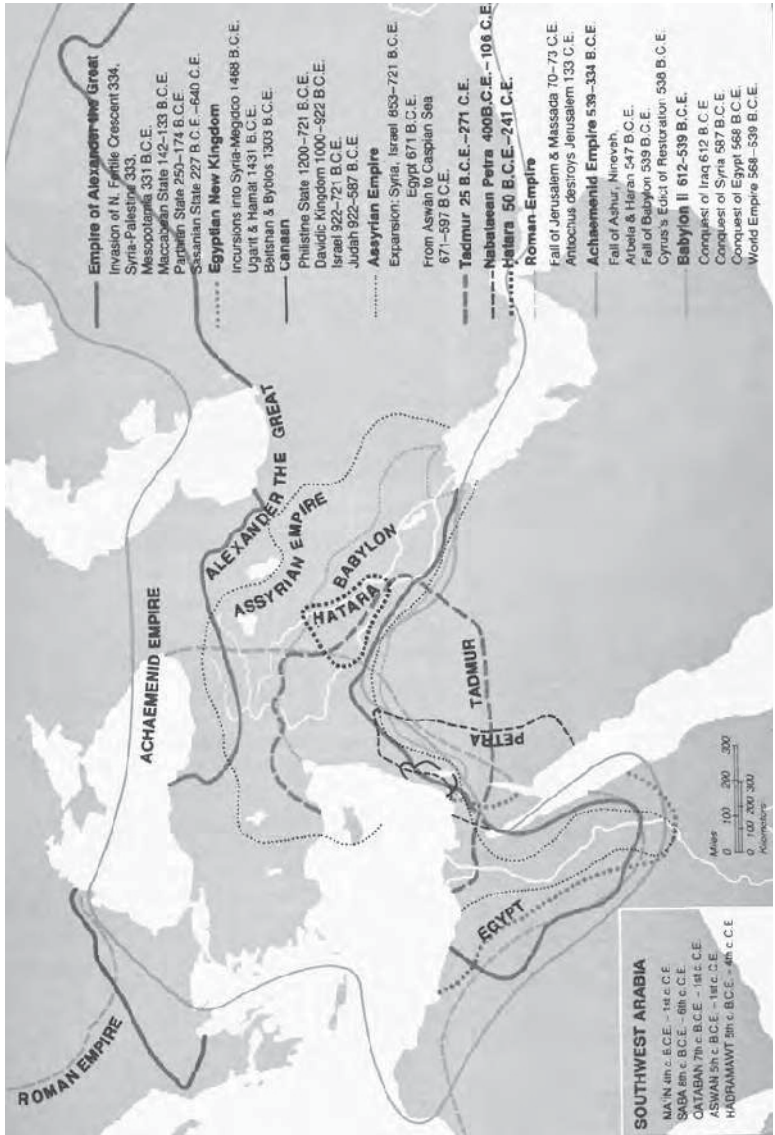 Empire of Alexander the Great
Invasion of N. Fertile Crescent 334,
Syria-Palestine 333,
Mesopotamia 331 B.C.E.
Maccabean State 142–133 B.C.E.
Parthian State 250–174 B.C.E.
Sasanian State 227 B.C.E.–640 C.E.
Egyptian New Kingdom
Incursions into Syria-Megidco 1468 B.C.E.
Ugarit & Hamat 1431 B.C.E.
Beitshan & Byblos 1303 B.C.E.
Canaan
Philistine State 1200–721 B.C.E.
Davidic Kingdom 1000–922 B.C.E.
Israel 922–721 B.C.E.
Judah 922–587 B.C.E.
Assyrian Empire
Expansion: Syria, Israel 853–721 B.C.E.
Egypt 671 B.C.E.
From Aswan to Caspian Sea
671–597 B.C.E.
Tadmur 25 B.C.E.–271 C.E.
Nabataean Petra 400B.C.E.–106 C.E.
Hatara 50 B.C.E.–241 C.E.
Roman Empire
Fall of Jerusalem & Massada 70–73 C.E.
Antiochus destroys Jerusalem 133 C.E.
Achaemenid Empire 539–334 B.C.E.
Fall of Ashur, Nineveh,
Arbela & Haran 547 B.C.E.
Fall of Babylon 539 B.C.E.
Cyrus's Edict of Restoration 538 B.C.E.
Babylon II 612–539 B.C.E.
Conquest of Iraq 612 B.C.E
Conquest of Syria 587 B.C.E.
Conquest of Egypt 568 B.C.E.
World Empire 568–539 B.C.E.
ROMAN EMPIRE
ACHAEMENID EMPIRE
ALEXANDER THE GREAT
ASSYRIAN EMPIRE
BABYLON
HATARA
TADMUR
PETRA
EGYPT
Miles
0 100 200 300
0 100 200 300
Kilometers
SOUTHWEST ARABIA
MA'IN 4th c. B.C.E. – 1st c. C.E
SABA 8th c. B.C.E. – 6th c. C.E.
QATABAN 7th c. B.C.E. – 1st c. C.E.
ASWAN 5th c. B.C.E. – 1st c. C.E.
HADRAMAWT 5th c. B.C.E. – 4th c. C.E